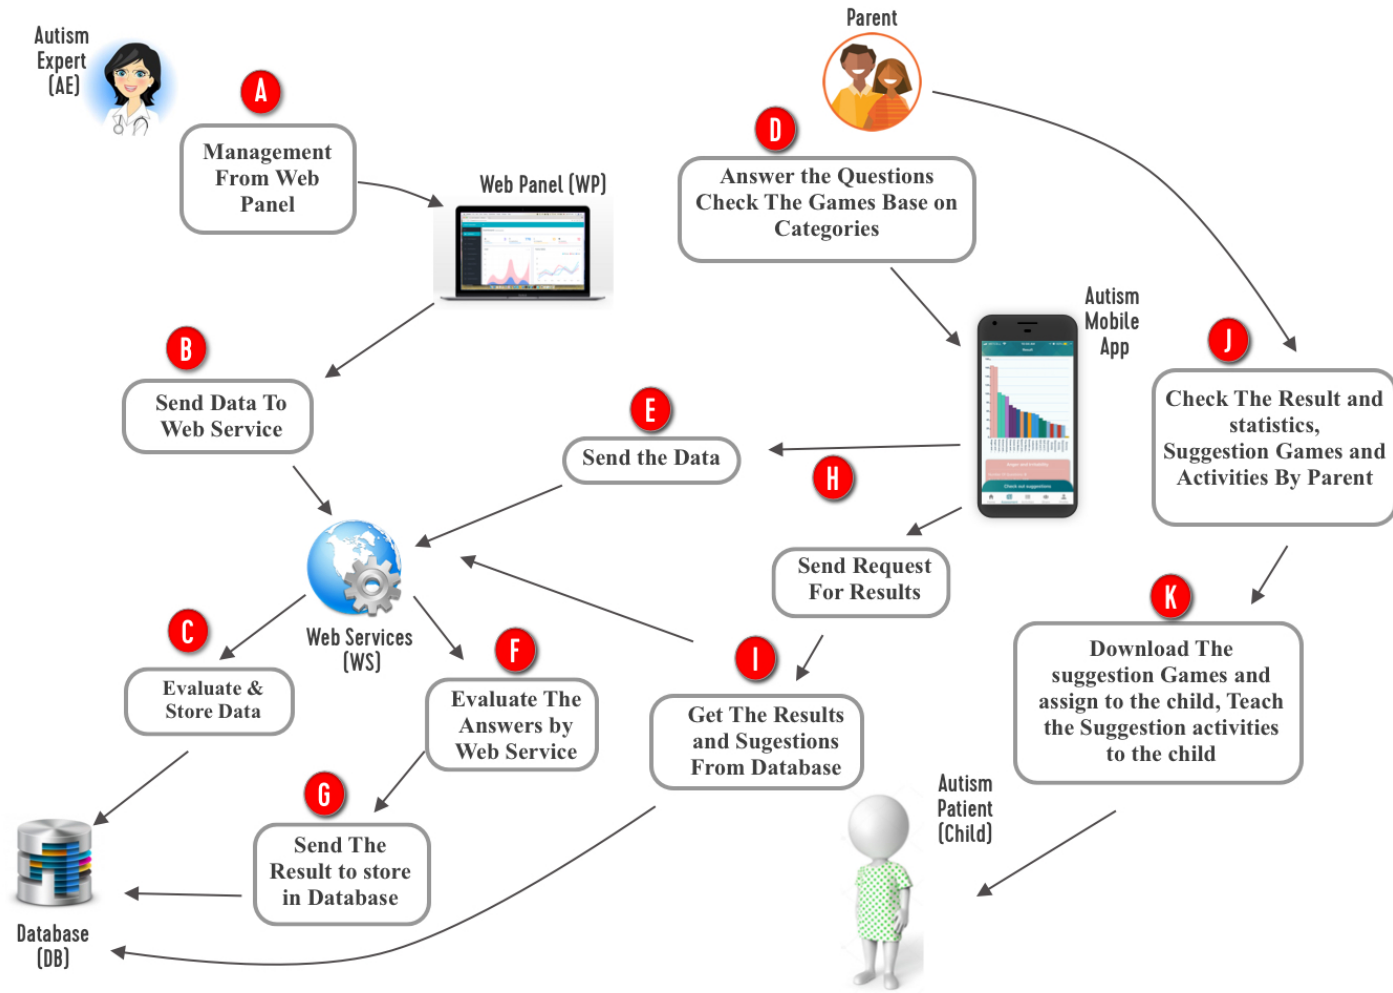 Autism
Expert
(AE)
A
Management
From Web
Panel
Web Panel (WP)
B
Send Data To
Web Service
Web Services
(WS)
C
Evaluate &
Store Data
Database
(DB)
Parent
D
Answer the Questions
Check The Games Base on
Categories
Autism
Mobile
App
Result
Check out suggestions
E
Send the Data
F
Evaluate The
Answers by
Web Service
G
Send The
Result to store
in Database
H
Send Request
For Results
I
Get The Results
and Sugestions
From Database
J
Check The Result and
statistics,
Suggestion Games and
Activities By Parent
K
Download The
suggestion Games and
assign to the child, Teach
the Suggestion activities
to the child
Autism
Patient
(Child)